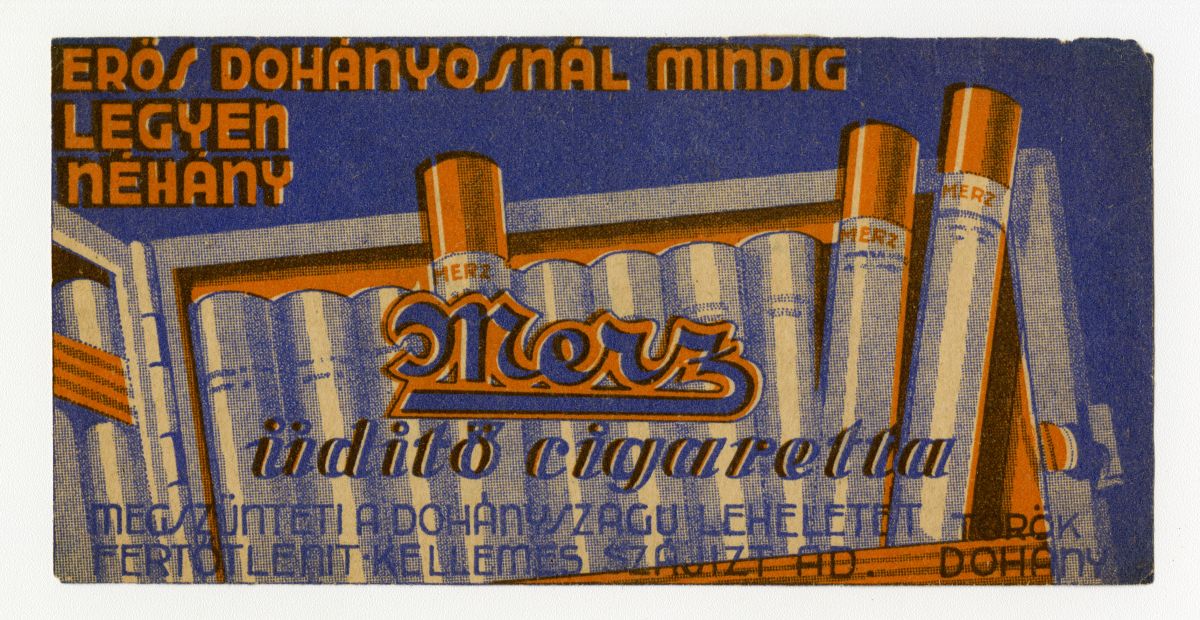 ERŐS DOHÁNYOSNÁL MINDIG
LEGYEN
NÉHÁNY
MERZ
MERZ
MERZ
Merz
üdítő cigaretta
MEGSZÜNTETI A DOHÁNYSZAGU LEHELETET TÖRÖK
FERTŐTLENIT-KELLEMES SZÁJIZT AD. DOHÁNY